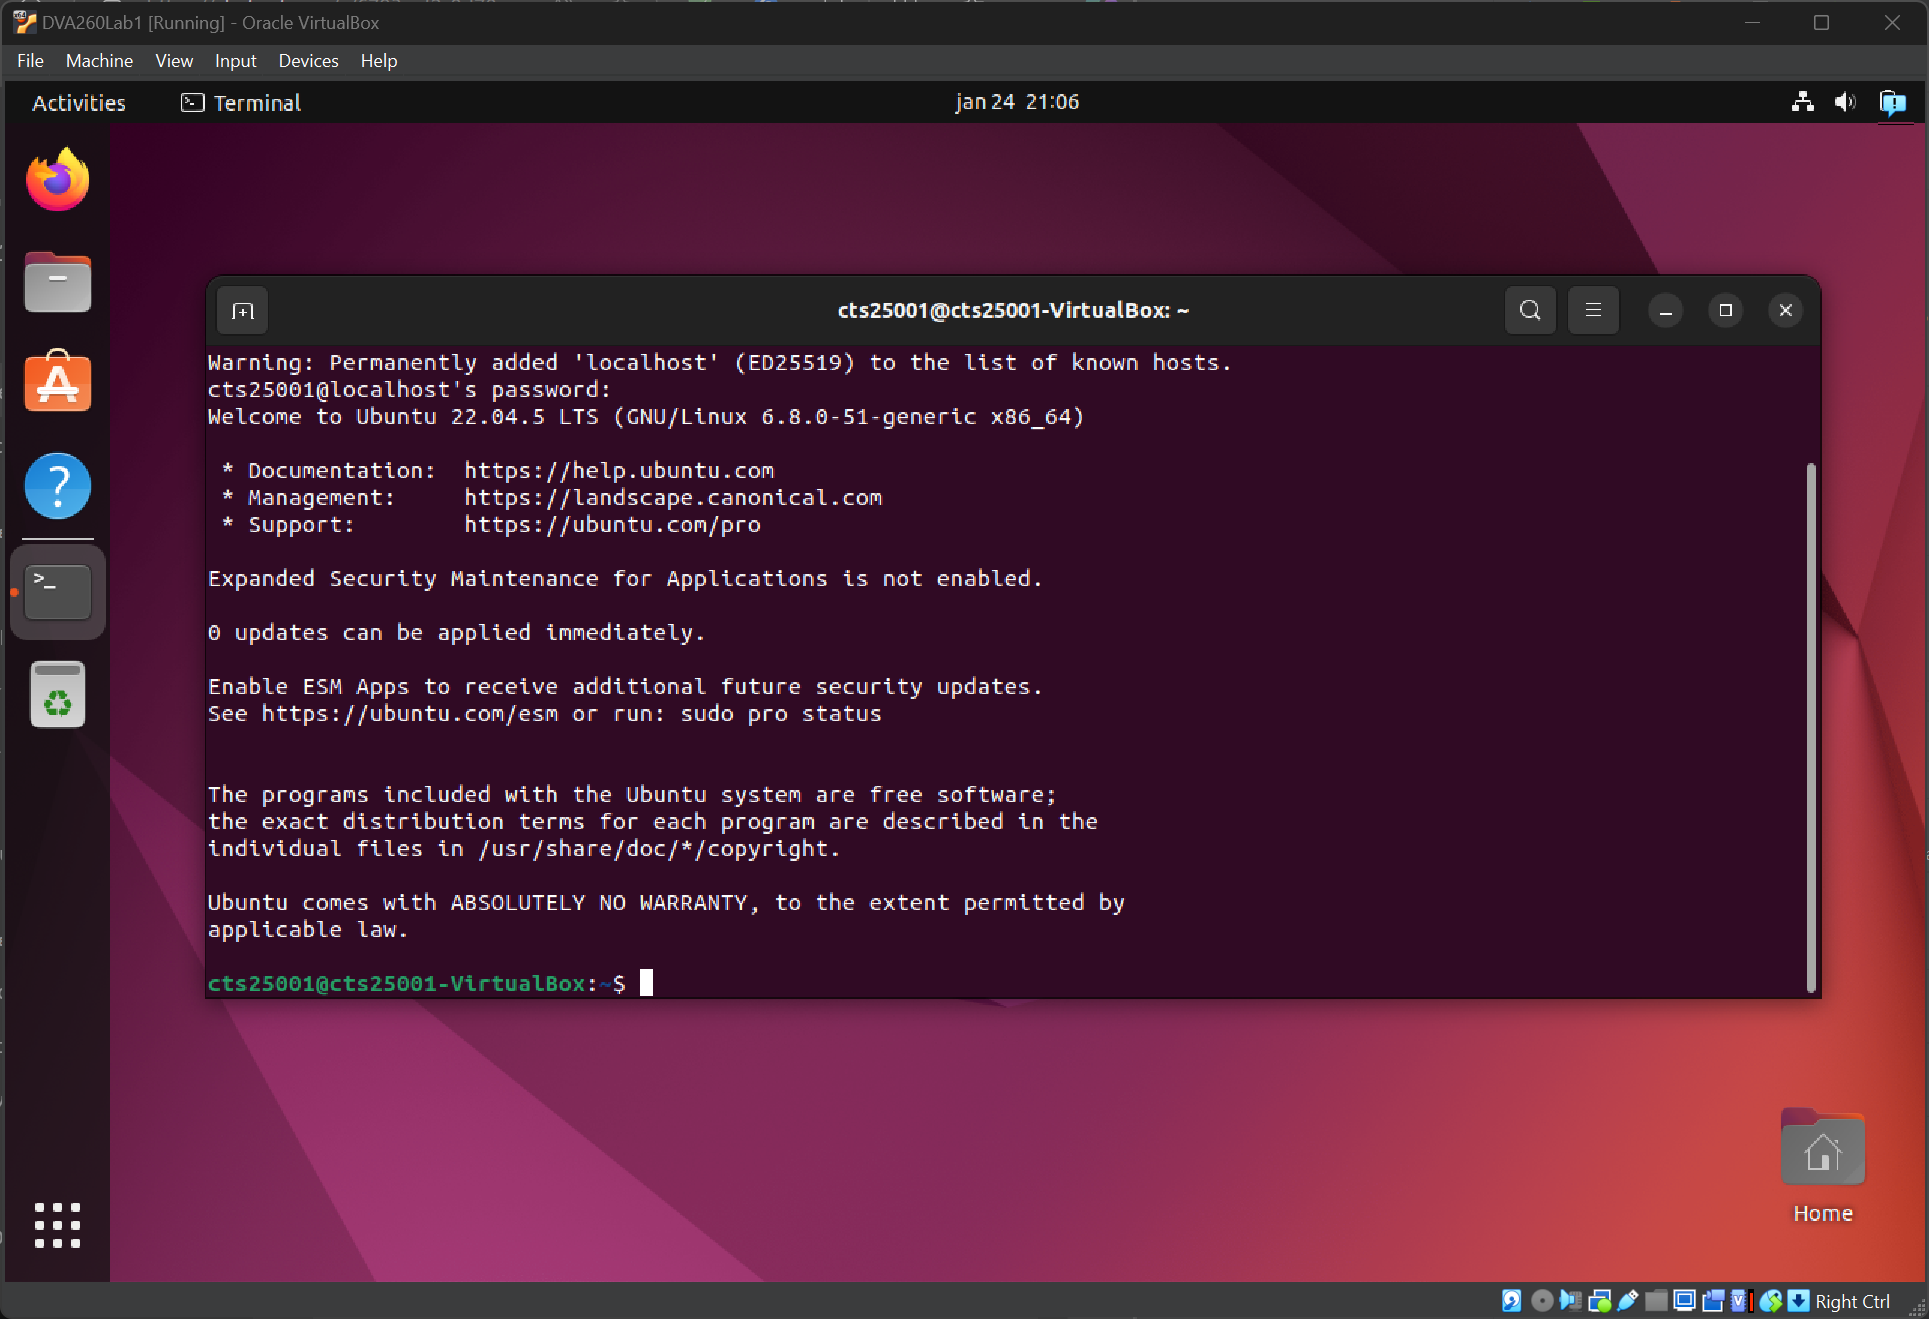 DVA260Lab1 [Running] - Oracle VirtualBox
File Machine View Input Devices Help
Activities Terminal jan 24 21:06
cts25001@cts25001-VirtualBox: ~
Warning: Permanently added 'localhost' (ED25519) to the list of known hosts.
cts25001@localhost's password:
Welcome to Ubuntu 22.04.5 LTS (GNU/Linux 6.8.0-51-generic x86_64)
* Documentation: https://help.ubuntu.com
* Management: https://landscape.canonical.com
* Support: https://ubuntu.com/pro
Expanded Security Maintenance for Applications is not enabled.
0 updates can be applied immediately.
Enable ESM Apps to receive additional future security updates.
See https://ubuntu.com/esm or run: sudo pro status
The programs included with the Ubuntu system are free software;
the exact distribution terms for each program are described in the
individual files in /usr/share/doc/*/copyright.
Ubuntu comes with ABSOLUTELY NO WARRANTY, to the extent permitted by
applicable law.
cts25001@cts25001-VirtualBox:~$
Home
Right Ctrl